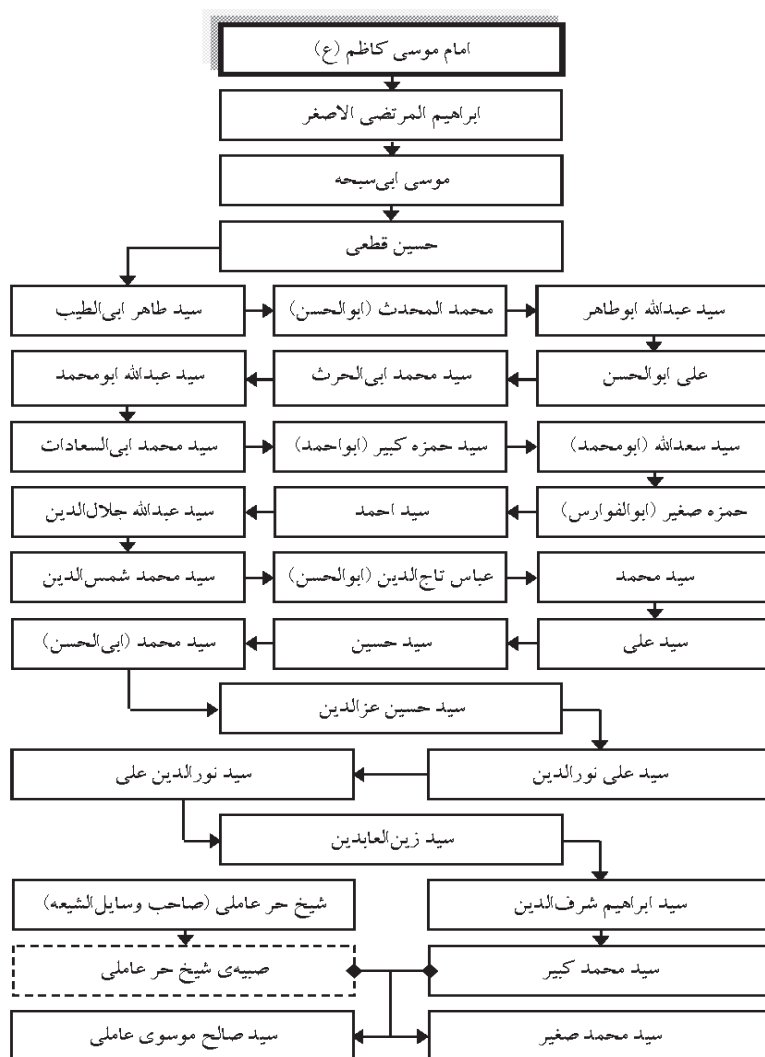 امام موسی کاظم (ع)
ابراهیم المرتضی الاصغر
موسی ابی‌سبحه
حسین قطعی
سید عبدالله ابوطاهر
محمد المحدث (ابوالحسن)
سید طاهر ابی‌الطیب
علی ابوالحسن
سید محمد ابی‌الحرث
سید عبدالله ابومحمد
سید سعدالله (ابومحمد)
سید حمزه کبیر (ابواحمد)
سید محمد ابی‌السعادات
حمزه صغیر (ابوالفوارس)
سید احمد
سید عبدالله جلال‌الدین
سید محمد
عباس تاج‌الدین (ابوالحسن)
سید محمد شمس‌الدین
سید علی
سید حسین
سید محمد (ابی‌الحسن)
سید حسین عزالدین
سید علی نورالدین
سید نورالدین علی
سید زین‌العابدین
سید ابراهیم شرف‌الدین
شیخ حر عاملی (صاحب وسایل‌الشیعه)
سید محمد کبیر
صبیه‌ی شیخ حر عاملی
سید محمد صغیر
سید صالح موسوی عاملی